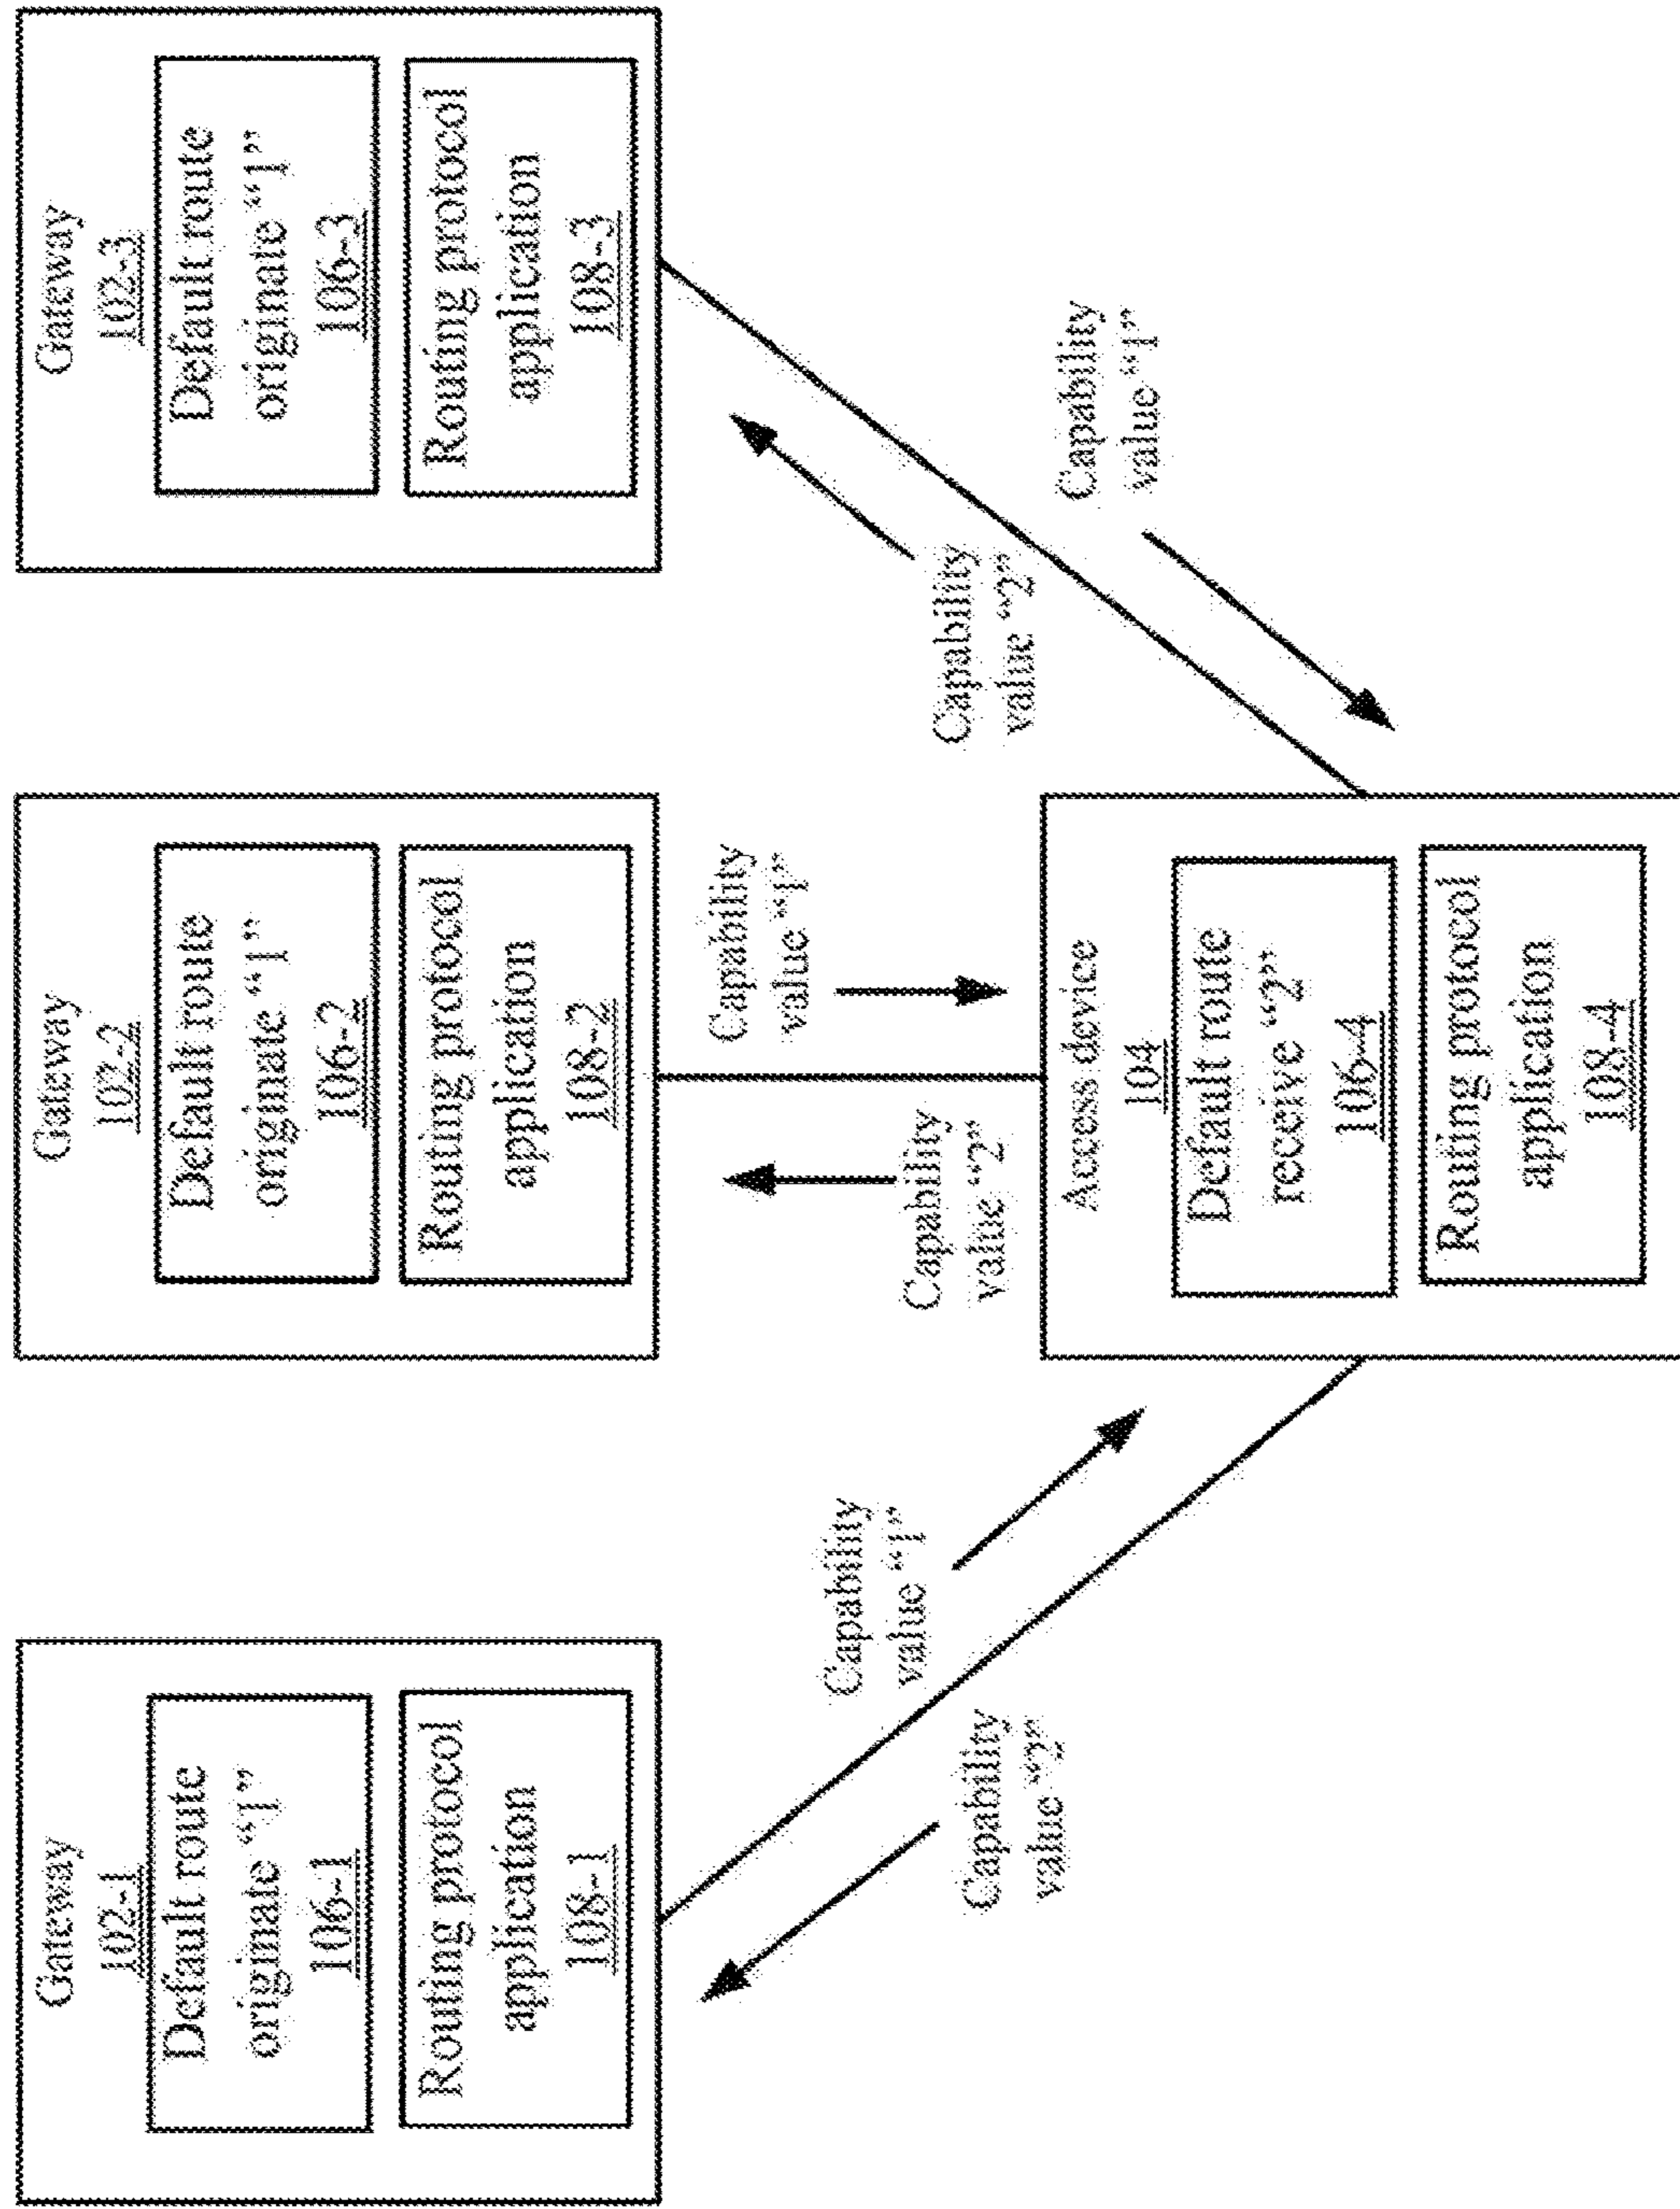 Gateway
102-1
Default route
originate “1”
106-1
Routing protocol
application
108-1
Gateway
102-2
Default route
originate “1”
106-2
Routing protocol
application
108-2
Gateway
102-3
Default route
originate “1”
106-3
Routing protocol
application
108-3
Capability
value “1”
Capability
value “2”
Capability
value “1”
Capability
value “2”
Capability
value “2”
Capability
value “1”
Access device
104
Default route
receive “2”
106-4
Routing protocol
application
108-4